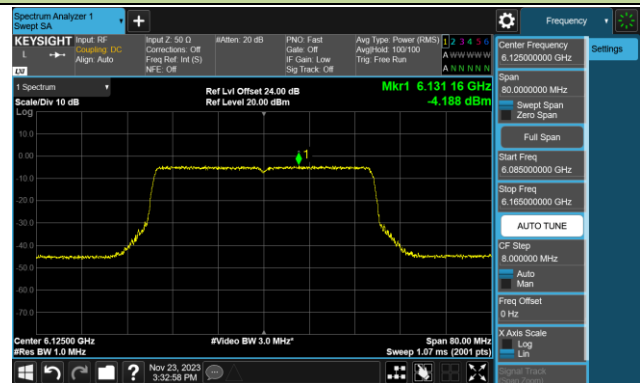 Spectrum Analyzer 1
Swept SA
+
Frequency
KEYSIGHT
L
LXI
Input: RF
Coupling: DC
Align: Auto
Input Z: 50 Ω
Corrections: Off
Freq Ref: Int (S)
NFE: Off
#Atten: 20 dB
PNO: Fast
Gate: Off
IF Gain: Low
Sig Track: Off
Avg Type: Power (RMS)
Avg|Hold: 100/100
Trig: Free Run
1 2 3 4 5 6
A W W W W W
A N N N N N
1 Spectrum
Scale/Div 10 dB
Log
Ref Lvl Offset 24.00 dB
Ref Level 20.00 dBm
Mkr1 6.131 16 GHz
-4.188 dBm
1
10.0
0.00
-10.0
-20.0
-30.0
-40.0
-50.0
-60.0
-70.0
Center 6.12500 GHz
#Res BW 1.0 MHz
#Video BW 3.0 MHz*
Span 80.00 MHz
Sweep 1.07 ms (2001 pts)
?
Nov 23, 2023
3:32:58 PM
Center Frequency
6.125000000 GHz
Settings
Span
80.0000000 MHz
Swept Span
Zero Span
Full Span
Start Freq
6.085000000 GHz
Stop Freq
6.165000000 GHz
AUTO TUNE
CF Step
8.000000 MHz
Auto
Man
Freq Offset
0 Hz
X Axis Scale
Log
Lin
Signal Track
(Span Zoom)